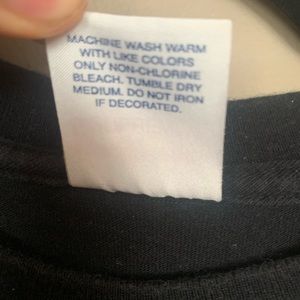 MACHINE WASH WARM
WITH LIKE COLORS
ONLY NON-CHLORINE
BLEACH. TUMBLE DRY
MEDIUM. DO NOT IRON
IF DECORATED.